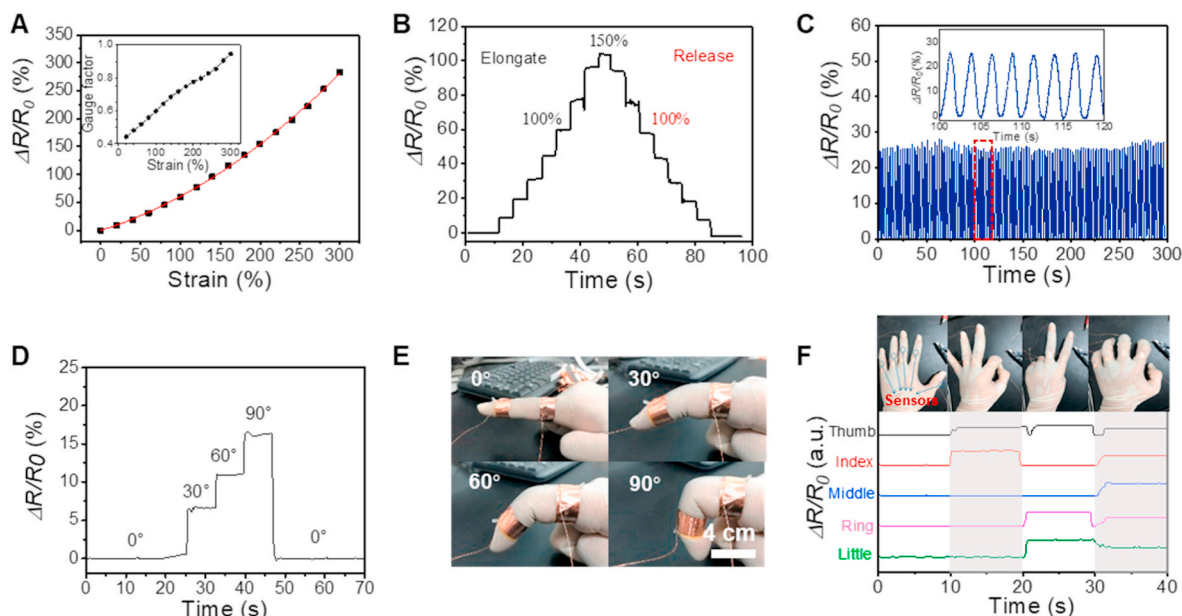 A
ΔR/R0 (%)
350
300
250
200
150
100
50
0
0 50 100 150 200 250 300
Strain (%)
Gauge factor
1.0
0.8
0.6
0.4
0 100 200 300
Strain (%)
B
ΔR/R0 (%)
120
100
80
60
40
20
0
0 20 40 60 80 100
Time (s)
Elongate
150%
Release
100%
100%
C
ΔR/R0 (%)
60
50
40
30
20
10
0
0 50 100 150 200 250 300
Time (s)
ΔR/R0(%)
30
20
10
0
100 105 110 115 120
Time (s)
D
ΔR/R0 (%)
25
20
15
10
5
0
0 10 20 30 40 50 60 70
Time (s)
0°
30°
60°
90°
0°
E
0°
30°
60°
90°
4 cm
F
Sensors
ΔR/R0 (a.u.)
Thumb
Index
Middle
Ring
Little
0 10 20 30 40
Time (s)